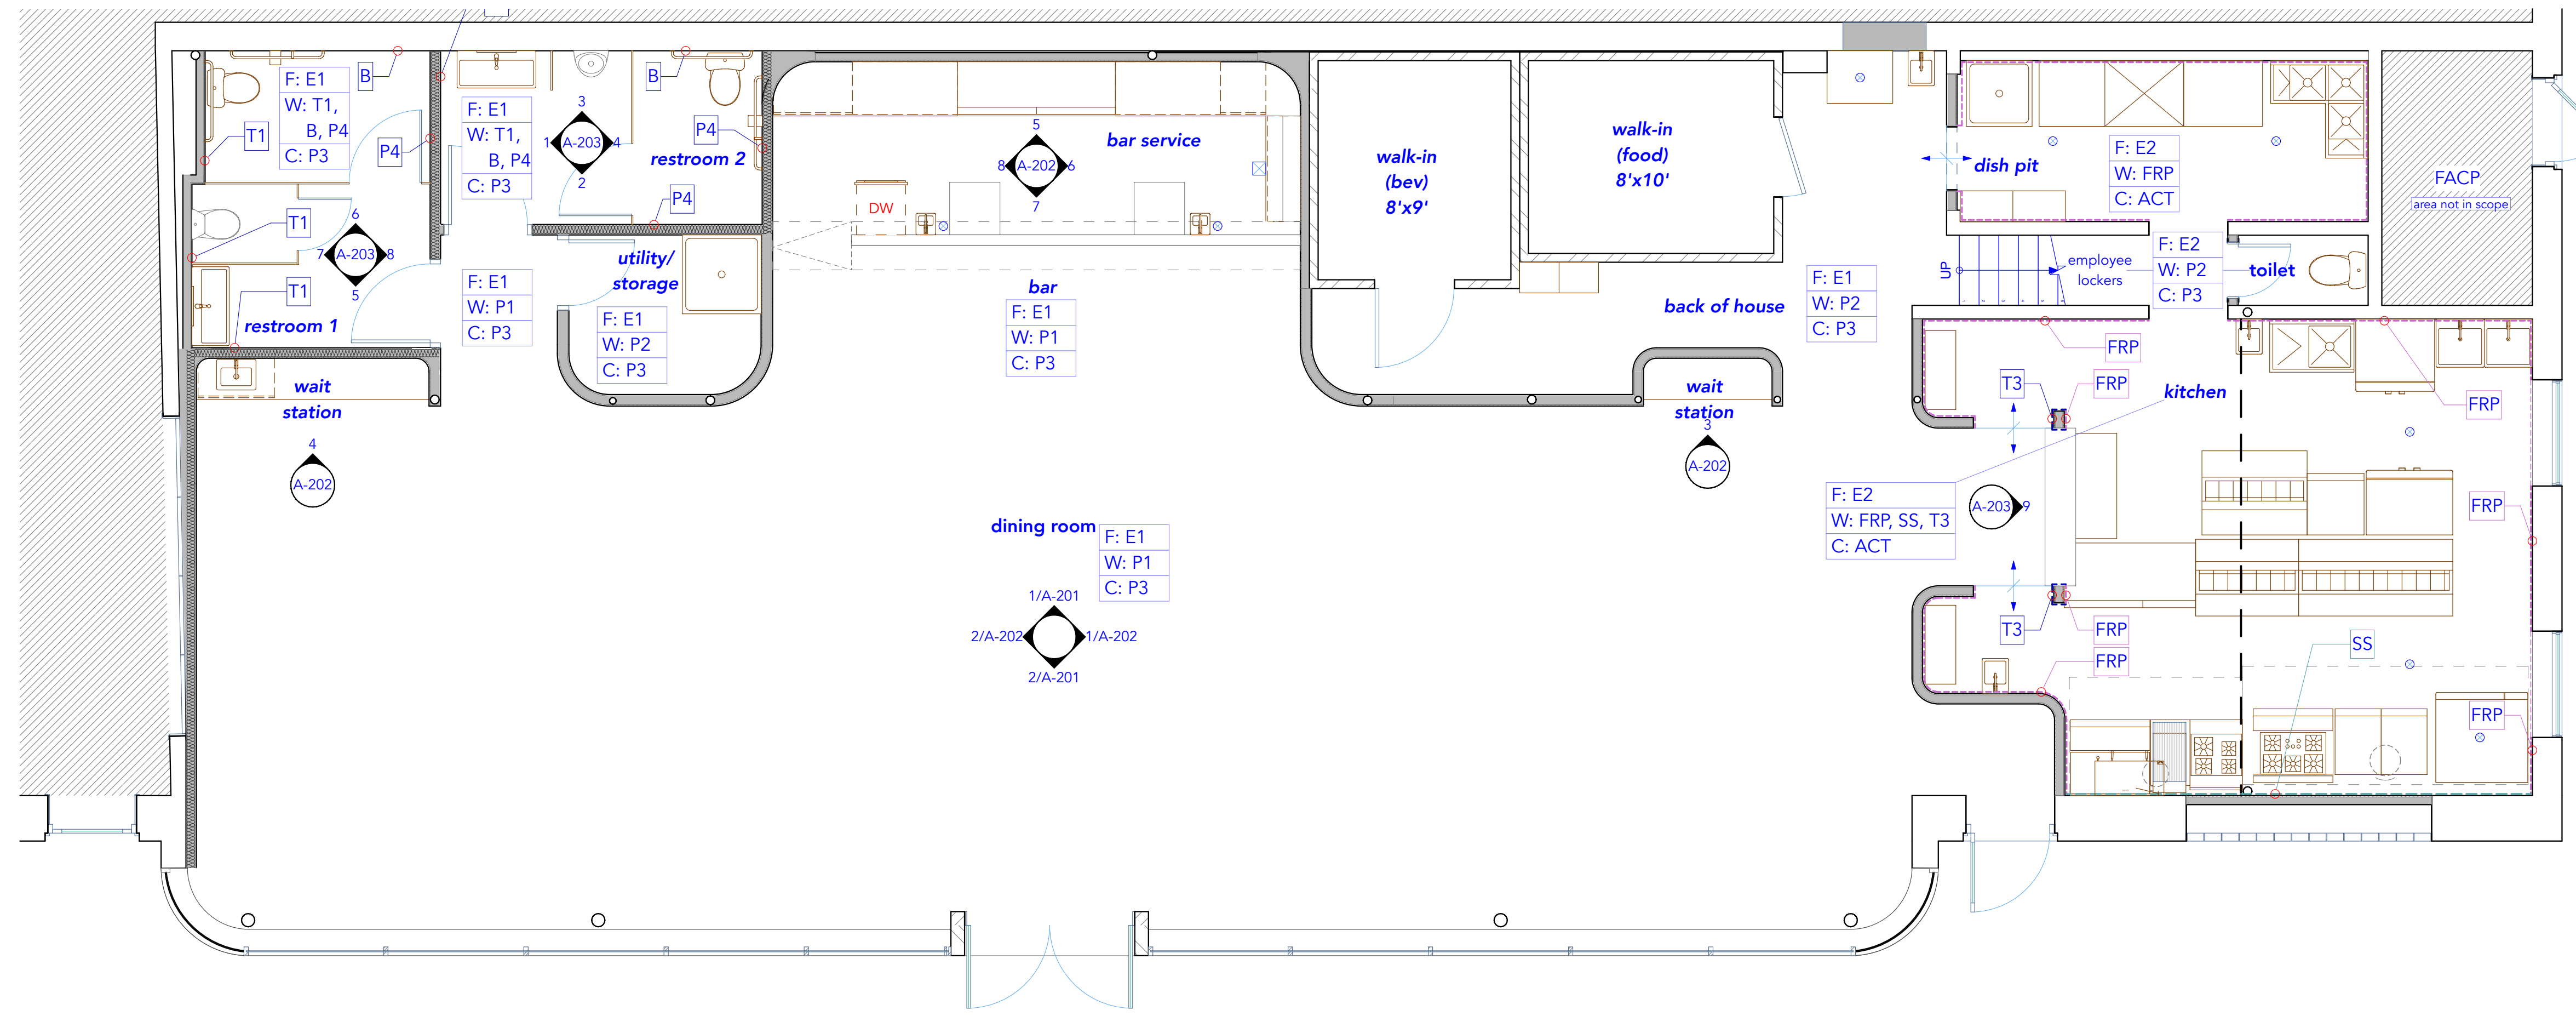 B
F: E1
W: T1,
B, P4
C: P3
T1
P4
T1
6
7
A-203
8
5
T1
restroom 1
F: E1
W: T1,
B, P4
C: P3
3
1
A-203
4
2
B
P4
restroom 2
P4
F: E1
W: P1
C: P3
utility/
storage
F: E1
W: P2
C: P3
DW
5
8
A-202
6
7
bar service
bar
F: E1
W: P1
C: P3
walk-in
(bev)
8'x9'
walk-in
(food)
8'x10'
back of house
F: E1
W: P2
C: P3
dish pit
F: E2
W: FRP
C: ACT
FACP
area not in scope
UP
employee
lockers
F: E2
W: P2
C: P3
toilet
wait
station
4
A-202
wait
station
3
A-202
FRP
T3
FRP
kitchen
FRP
F: E2
W: FRP, SS, T3
C: ACT
A-203
9
FRP
dining room
F: E1
W: P1
C: P3
1/A-201
2/A-202
1/A-202
2/A-201
T3
FRP
FRP
SS
FRP